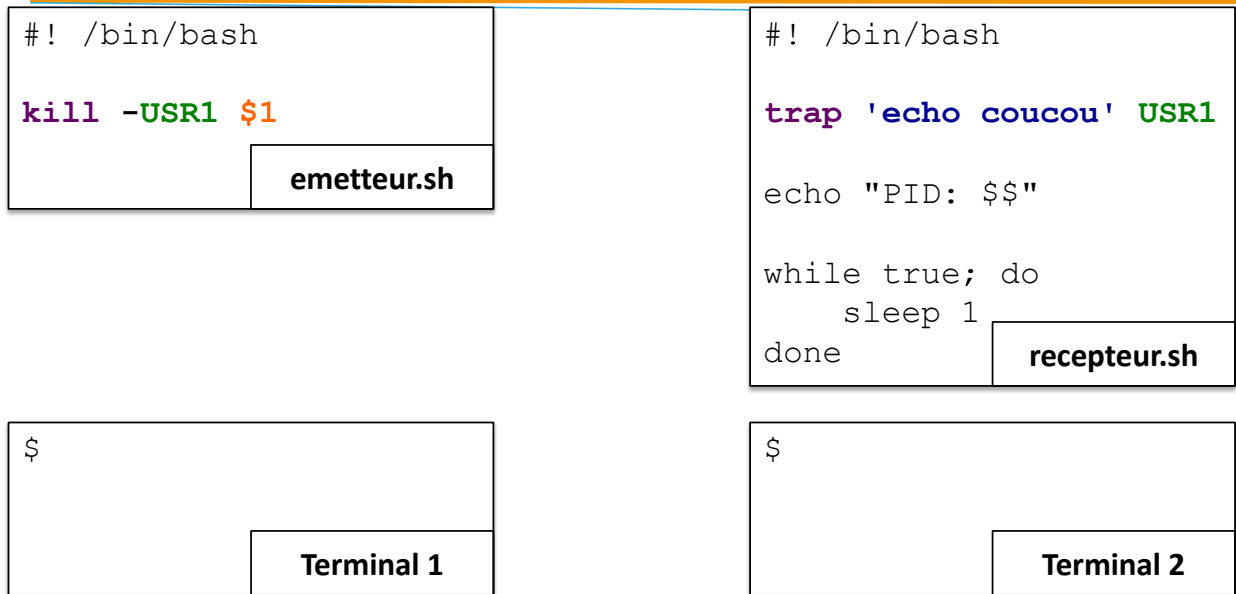 #! /bin/bash
kill -USR1 $1
emetteur.sh
#! /bin/bash
trap 'echo coucou' USR1
echo "PID: $$"
while true; do
    sleep 1
done
recepteur.sh
$
Terminal 1
$
Terminal 2